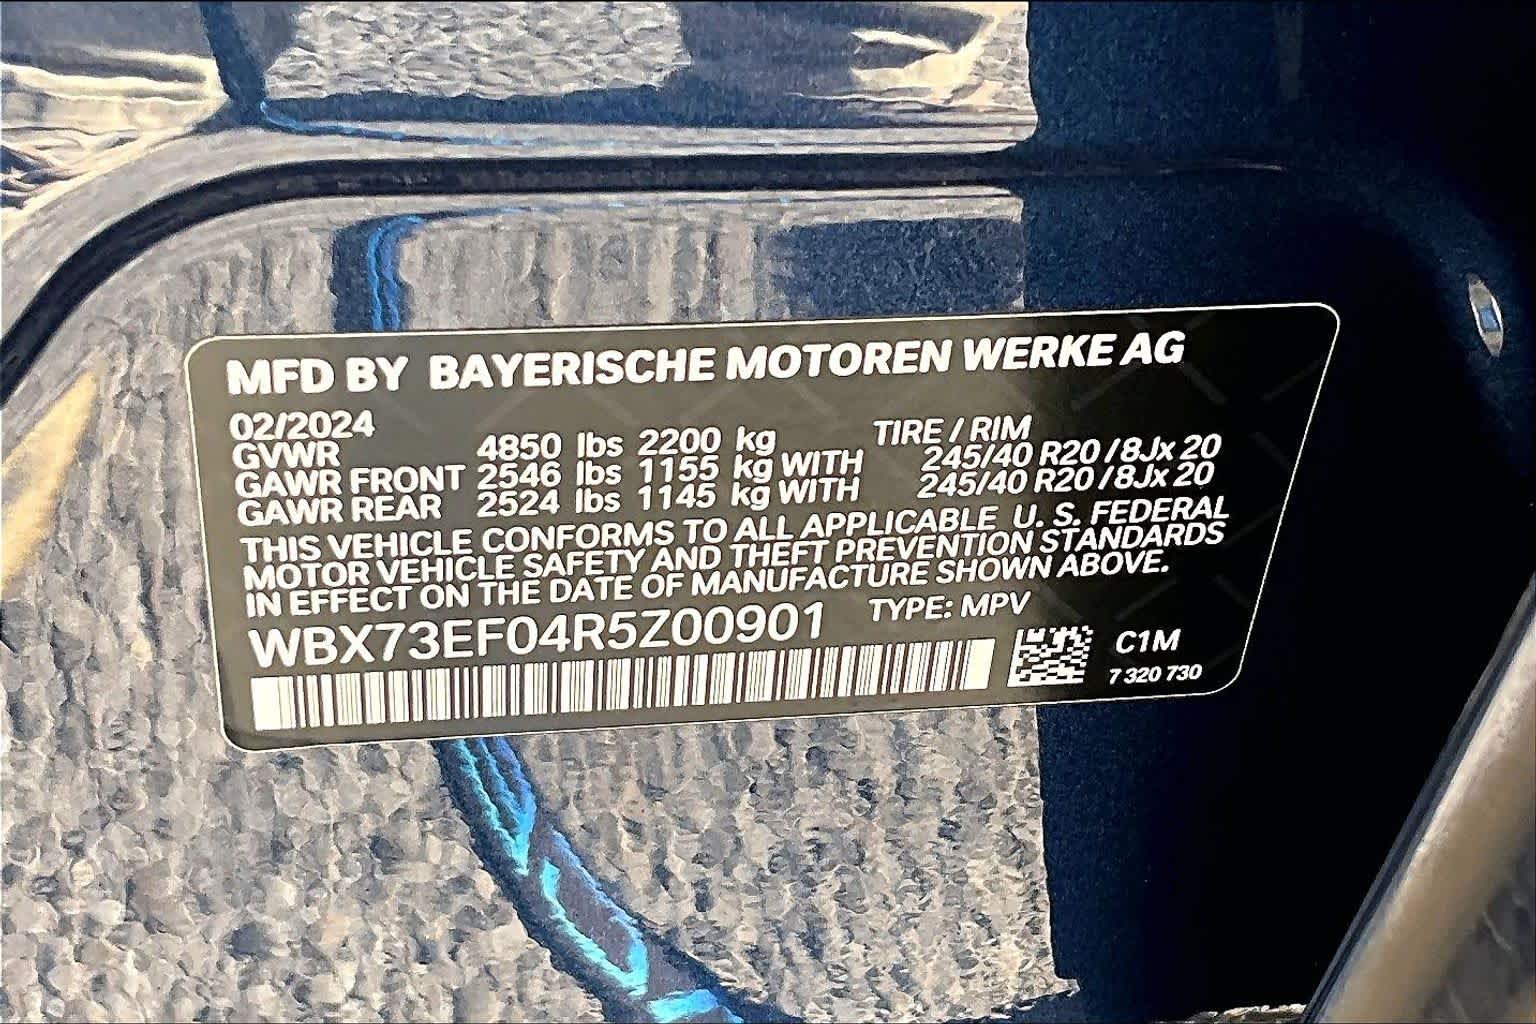 MFD BY BAYERISCHE MOTOREN WERKE AG
02/2024
GVWR 4850 lbs 2200 kg TIRE / RIM
GAWR FRONT 2546 lbs 1155 kg WITH 245/40 R20 /8Jx 20
GAWR REAR 2524 lbs 1145 kg WITH 245/40 R20 /8Jx 20
THIS VEHICLE CONFORMS TO ALL APPLICABLE U. S. FEDERAL
MOTOR VEHICLE SAFETY AND THEFT PREVENTION STANDARDS
IN EFFECT ON THE DATE OF MANUFACTURE SHOWN ABOVE.
WBX73EF04R5Z00901 TYPE: MPV
C1M
7 320 730